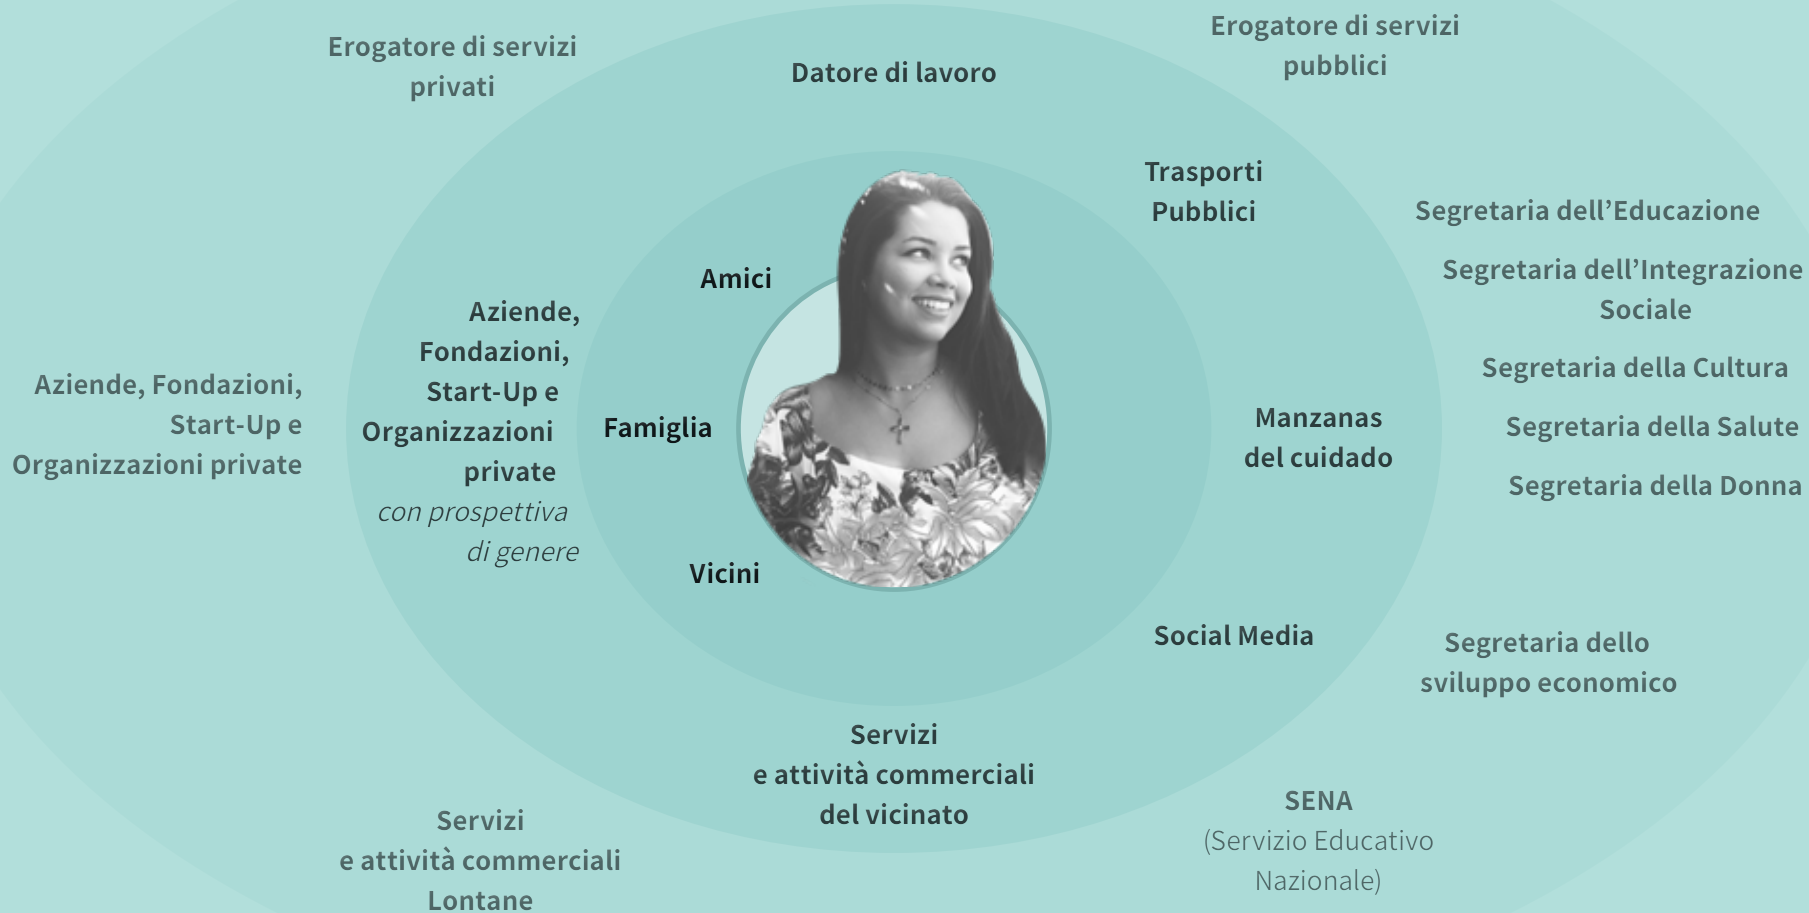 Erogatore di servizi
privati
Datore di lavoro
Erogatore di servizi
pubblici
Trasporti
Pubblici
Amici
Famiglia
Vicini
Aziende,
Fondazioni,
Start-Up e
Organizzazioni
private
con prospettiva
di genere
Aziende, Fondazioni,
Start-Up e
Organizzazioni private
Manzanas
del cuidado
Segretaria dell’Educazione
Segretaria dell’Integrazione
Sociale
Segretaria della Cultura
Segretaria della Salute
Segretaria della Donna
Social Media
Segretaria dello
sviluppo economico
Servizi
e attività commerciali
del vicinato
Servizi
e attività commerciali
Lontane
SENA
(Servizio Educativo
Nazionale)